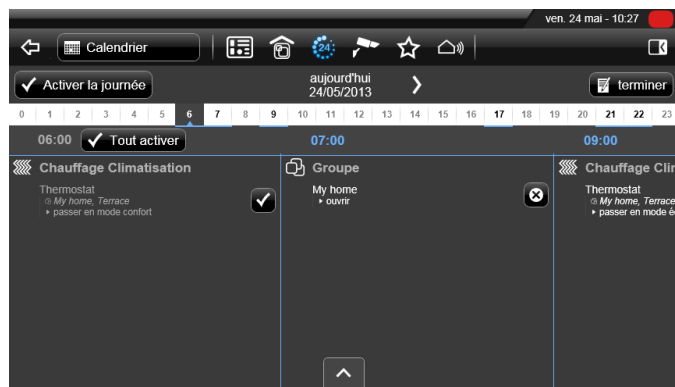 ven. 24 mai - 10:27
Calendrier
24
Activer la journée
aujourd'hui
24/05/2013
terminer
0 1 2 3 4 5 6 7 8 9 10 11 12 13 14 15 16 17 18 19 20 21 22 23
06:00 Tout activer 07:00 09:00
Chauffage Climatisation
Thermostat
My home, Terrace
passer en mode confort
Groupe
My home
ouvrir
Chauffage Clir
Thermostat
My home, Terrace
passer en mode é